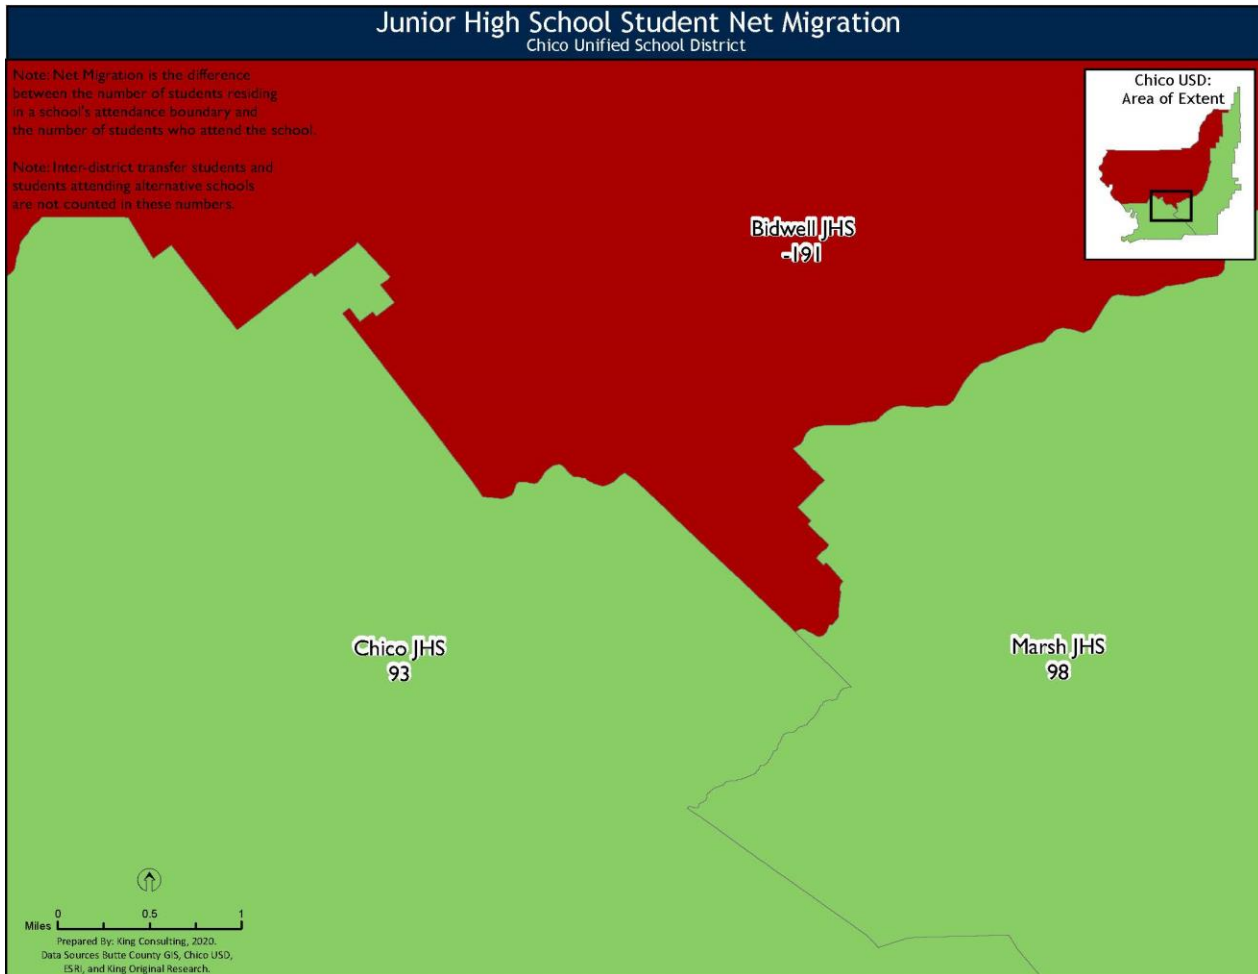 Junior High School Student Net Migration
Chico Unified School District
Note: Net Migration is the difference
between the number of students residing
in a school's attendance boundary and
the number of students who attend the school.
Note: Inter-district transfer students and
students attending alternative schools
are not counted in these numbers.
Chico USD:
Area of Extent
Bidwell JHS
-191
Chico JHS
93
Marsh JHS
98
0 0.5 1
Miles
Prepared By: King Consulting, 2020.
Data Sources Butte County GIS, Chico USD,
ESRI, and King Original Research.